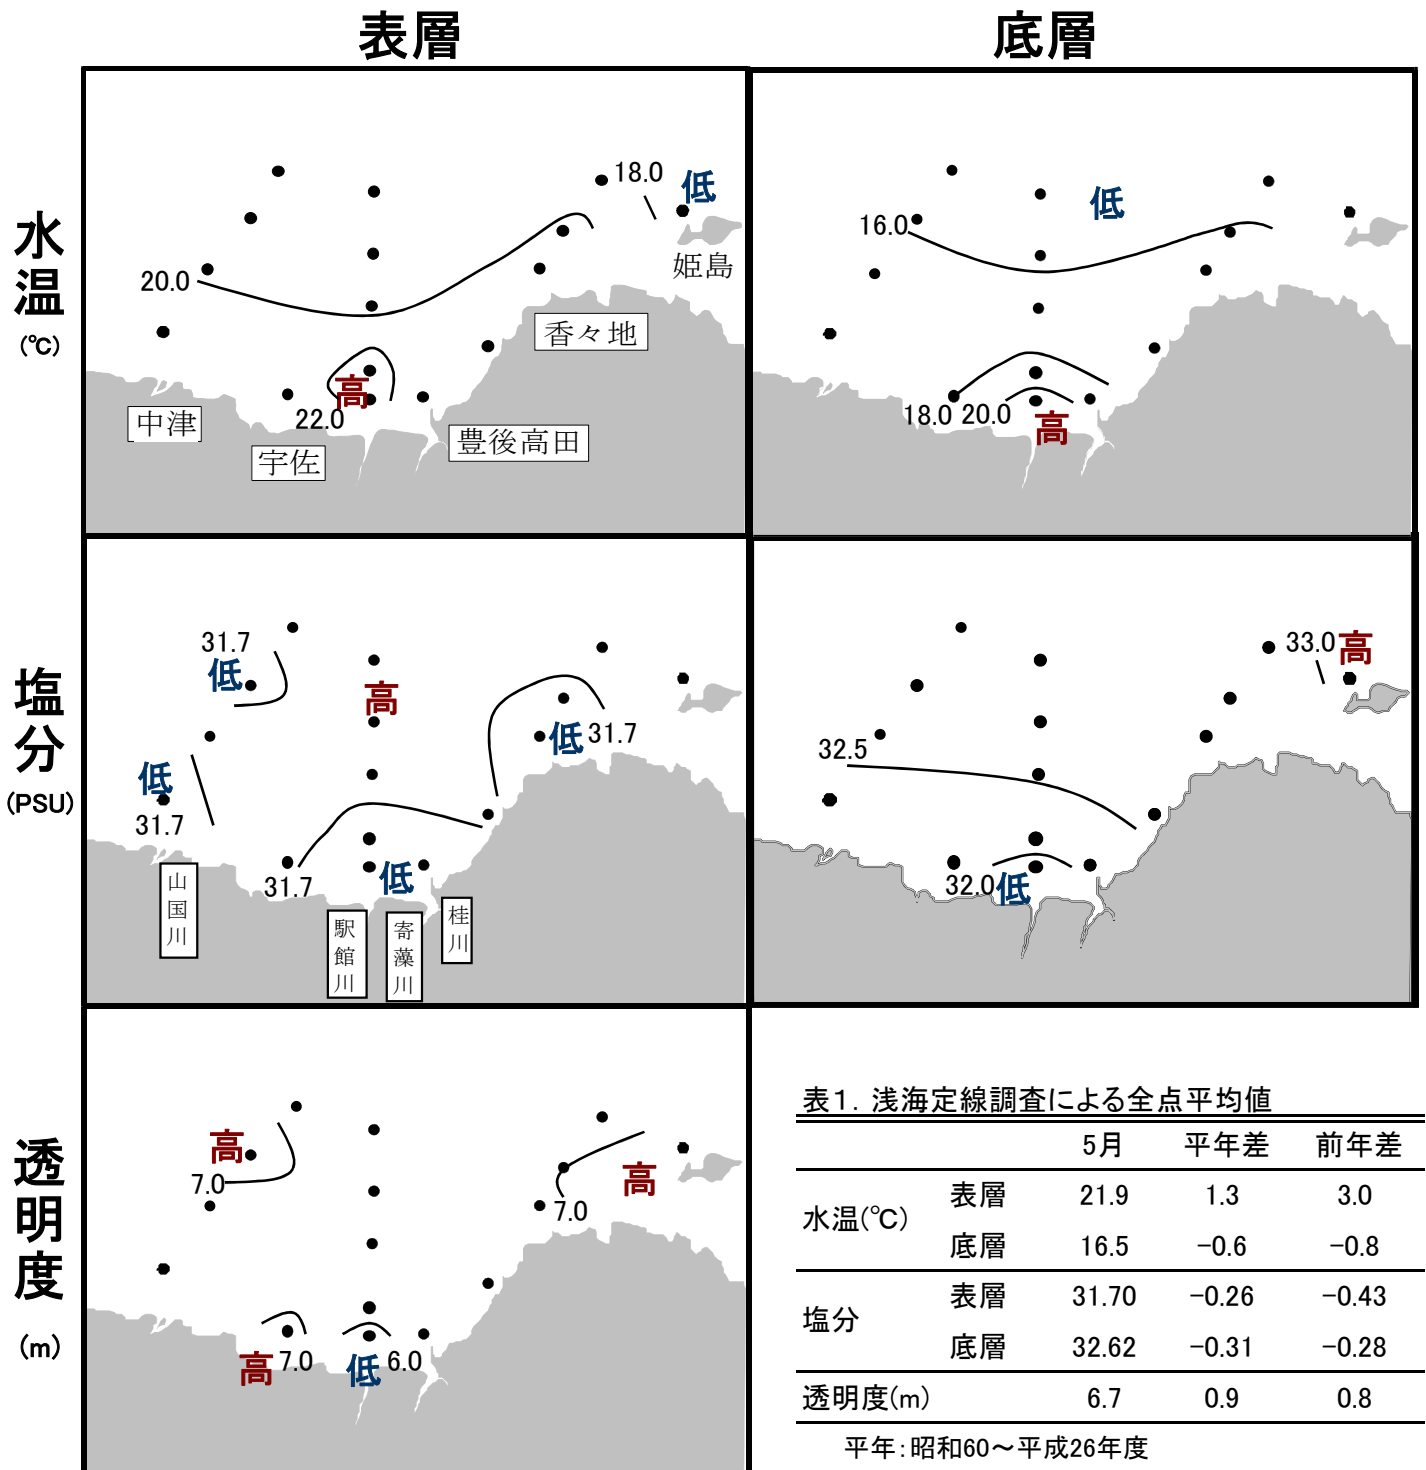 表層
底層
水温
(℃)
18.0
低
姫島
20.0
香々地
高
22.0
中津
宇佐
豊後高田
低
16.0
18.0 20.0
高
塩分
(PSU)
31.7
低
高
低
31.7
低
31.7
31.7
低
山国川
駅館川
寄藻川
桂川
33.0
高
32.5
32.0
低
透明度
(m)
高
7.0
高
7.0
高
7.0
低
6.0
表1. 浅海定線調査による全点平均値
5月 平年差 前年差
水温(℃) 表層 21.9 1.3 3.0
底層 16.5 -0.6 -0.8
塩分 表層 31.70 -0.26 -0.43
底層 32.62 -0.31 -0.28
透明度(m) 6.7 0.9 0.8
平年:昭和60～平成26年度